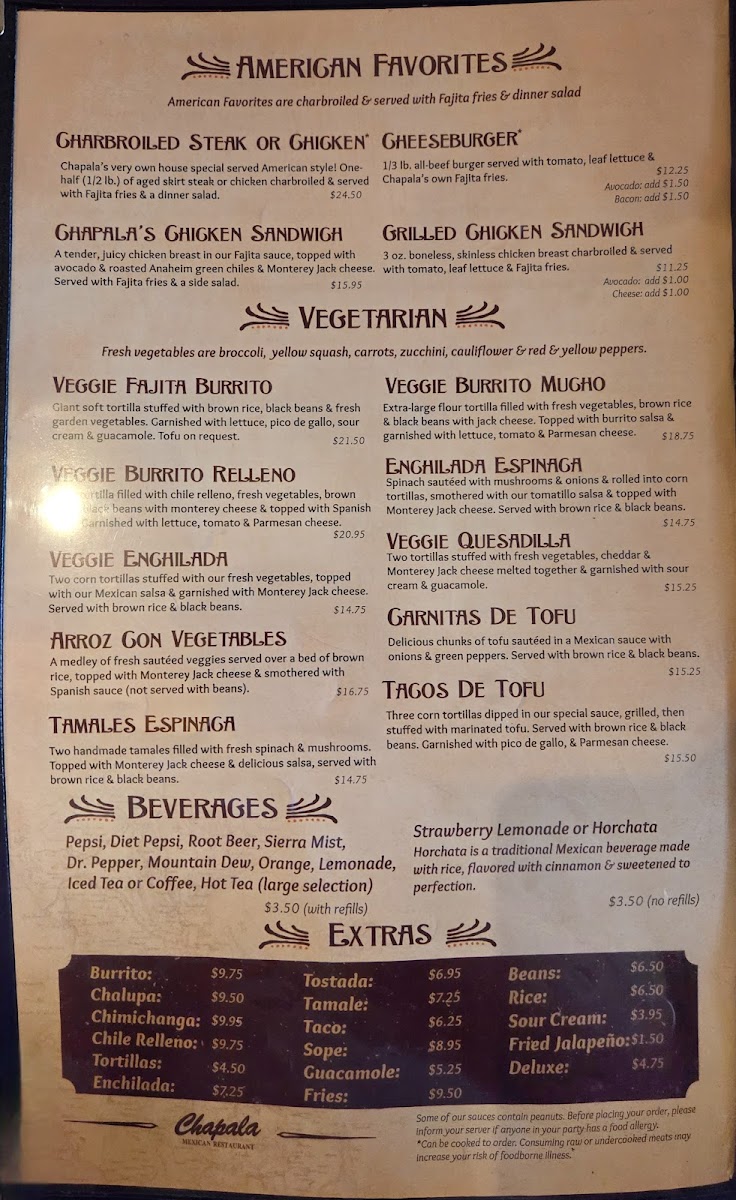 American Favorites
American Favorites are charbroiled & served with Fajita fries & dinner salad
Charbroiled Steak or Chicken*
Chapala's very own house special served American style! One-
half (1/2 lb.) of aged skirt steak or chicken charbroiled & served
with Fajita fries & a dinner salad. $24.50
Cheeseburger*
1/3 lb. all-beef burger served with tomato, leaf lettuce &
Chapala's own Fajita fries. $12.25
Avocado: add $1.50
Bacon: add $1.50
Chapala's Chicken Sandwich
A tender, juicy chicken breast in our Fajita sauce, topped with
avocado & roasted Anaheim green chiles & Monterey Jack cheese.
Served with Fajita fries & a side salad. $15.95
Grilled Chicken Sandwich
3 oz. boneless, skinless chicken breast charbroiled & served
with tomato, leaf lettuce & Fajita fries. $11.25
Avocado: add $1.00
Cheese: add $1.00
Vegetarian
Fresh vegetables are broccoli, yellow squash, carrots, zucchini, cauliflower & red & yellow peppers.
Veggie Fajita Burrito
Giant soft tortilla stuffed with brown rice, black beans & fresh
garden vegetables. Garnished with lettuce, pico de gallo, sour
cream & guacamole. Tofu on request. $21.50
Veggie Burrito Relleno
tortilla filled with chile relleno, fresh vegetables, brown
black beans with monterey cheese & topped with Spanish
Garnished with lettuce, tomato & Parmesan cheese.
$20.95
Veggie Enchilada
Two corn tortillas stuffed with our fresh vegetables, topped
with our Mexican salsa & garnished with Monterey Jack cheese.
Served with brown rice & black beans. $14.75
Arroz Con Vegetables
A medley of fresh sautéed veggies served over a bed of brown
rice, topped with Monterey Jack cheese & smothered with
Spanish sauce (not served with beans). $16.75
Tamales Espinaca
Two handmade tamales filled with fresh spinach & mushrooms.
Topped with Monterey Jack cheese & delicious salsa, served with
brown rice & black beans. $14.75
Veggie Burrito Mucho
Extra-large flour tortilla filled with fresh vegetables, brown rice
& black beans with jack cheese. Topped with burrito salsa &
garnished with lettuce, tomato & Parmesan cheese. $18.75
Enchilada Espinaca
Spinach sautéed with mushrooms & onions & rolled into corn
tortillas, smothered with our tomatillo salsa & topped with
Monterey Jack cheese. Served with brown rice & black beans.
$14.75
Veggie Quesadilla
Two tortillas stuffed with fresh vegetables, cheddar &
Monterey Jack cheese melted together & garnished with sour
cream & guacamole. $15.25
Carnitas De Tofu
Delicious chunks of tofu sautéed in a Mexican sauce with
onions & green peppers. Served with brown rice & black beans.
$15.25
Tacos De Tofu
Three corn tortillas dipped in our special sauce, grilled, then
stuffed with marinated tofu. Served with brown rice & black
beans. Garnished with pico de gallo, & Parmesan cheese.
$15.50
Beverages
Pepsi, Diet Pepsi, Root Beer, Sierra Mist,
Dr. Pepper, Mountain Dew, Orange, Lemonade,
Iced Tea or Coffee, Hot Tea (large selection)
$3.50 (with refills)
Strawberry Lemonade or Horchata
Horchata is a traditional Mexican beverage made
with rice, flavored with cinnamon & sweetened to
perfection.
$3.50 (no refills)
Extras
Burrito: $9.75
Chalupa: $9.50
Chimichanga: $9.95
Chile Relleno: $9.75
Tortillas: $4.50
Enchilada: $7.25
Tostada: $6.95
Tamale: $7.25
Taco: $6.25
Sope: $8.95
Guacamole: $5.25
Fries: $9.50
Beans: $6.50
Rice: $6.50
Sour Cream: $3.95
Fried Jalapeño: $1.50
Deluxe: $4.75
Chapala
MEXICAN RESTAURANT
Some of our sauces contain peanuts. Before placing your order, please
inform your server if anyone in your party has a food allergy.
*Can be cooked to order. Consuming raw or undercooked meats may
increase your risk of foodborne illness.